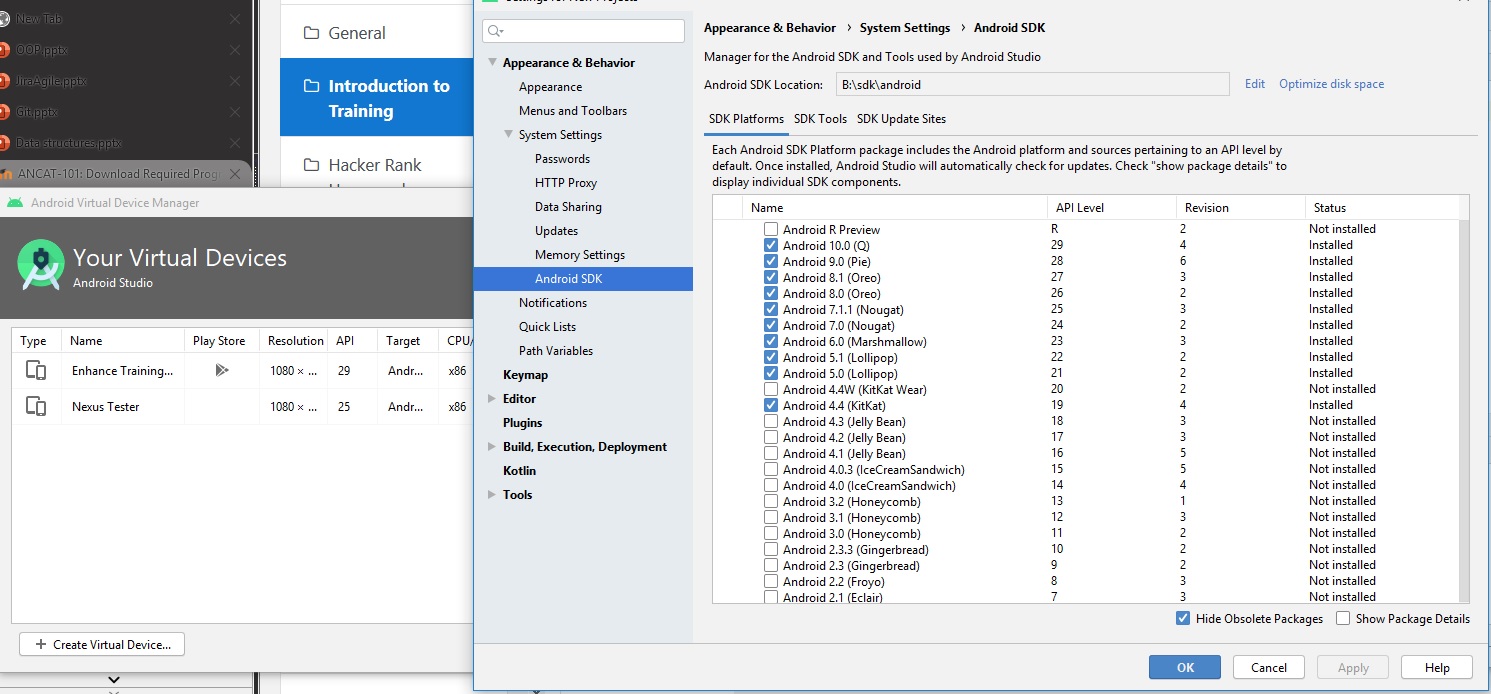 New Tab
OOP.pptx
JiraAgile.pptx
Git.pptx
Data structures.pptx
ANCAT-101: Download Required Prog
General
Introduction to
Training
Hacker Rank
Android Virtual Device Manager
Your Virtual Devices
Android Studio
Type Name Play Store Resolution API Target CPU/
Enhance Training... 1080 × ... 29 Andr... x86
Nexus Tester 1080 × ... 25 Andr... x86
+ Create Virtual Device...
Settings for New Projects
Appearance & Behavior
Appearance
Menus and Toolbars
System Settings
Passwords
HTTP Proxy
Data Sharing
Updates
Memory Settings
Android SDK
Notifications
Quick Lists
Path Variables
Keymap
Editor
Plugins
Build, Execution, Deployment
Kotlin
Tools
Appearance & Behavior › System Settings › Android SDK
Manager for the Android SDK and Tools used by Android Studio
Android SDK Location: B:\sdk\android Edit Optimize disk space
SDK Platforms SDK Tools SDK Update Sites
Each Android SDK Platform package includes the Android platform and sources pertaining to an API level by
default. Once installed, Android Studio will automatically check for updates. Check "show package details" to
display individual SDK components.
Name API Level Revision Status
Android R Preview R 2 Not installed
Android 10.0 (Q) 29 4 Installed
Android 9.0 (Pie) 28 6 Installed
Android 8.1 (Oreo) 27 3 Installed
Android 8.0 (Oreo) 26 2 Installed
Android 7.1.1 (Nougat) 25 3 Installed
Android 7.0 (Nougat) 24 2 Installed
Android 6.0 (Marshmallow) 23 3 Installed
Android 5.1 (Lollipop) 22 2 Installed
Android 5.0 (Lollipop) 21 2 Installed
Android 4.4W (KitKat Wear) 20 2 Not installed
Android 4.4 (KitKat) 19 4 Installed
Android 4.3 (Jelly Bean) 18 3 Not installed
Android 4.2 (Jelly Bean) 17 3 Not installed
Android 4.1 (Jelly Bean) 16 5 Not installed
Android 4.0.3 (IceCreamSandwich) 15 5 Not installed
Android 4.0 (IceCreamSandwich) 14 4 Not installed
Android 3.2 (Honeycomb) 13 1 Not installed
Android 3.1 (Honeycomb) 12 3 Not installed
Android 3.0 (Honeycomb) 11 2 Not installed
Android 2.3.3 (Gingerbread) 10 2 Not installed
Android 2.3 (Gingerbread) 9 2 Not installed
Android 2.2 (Froyo) 8 3 Not installed
Android 2.1 (Eclair) 7 3 Not installed
Hide Obsolete Packages Show Package Details
OK Cancel Apply Help